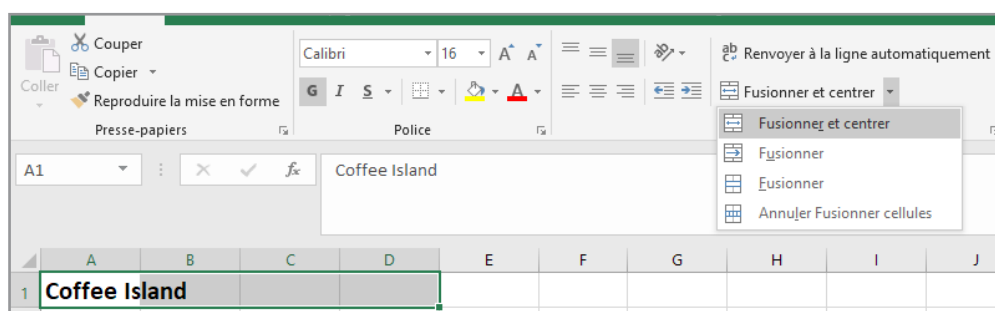 Couper
Calibri 16 A A
ab Renvoyer à la ligne automatiquement
Coller
Copier
Reproduire la mise en forme
G I S A
Fusionner et centrer
Presse-papiers
Police
Fusionner et centrer
Fusionner
Fusionner
Annuler Fusionner cellules
A1 fx Coffee Island
A B C D E F G H I J
1 Coffee Island